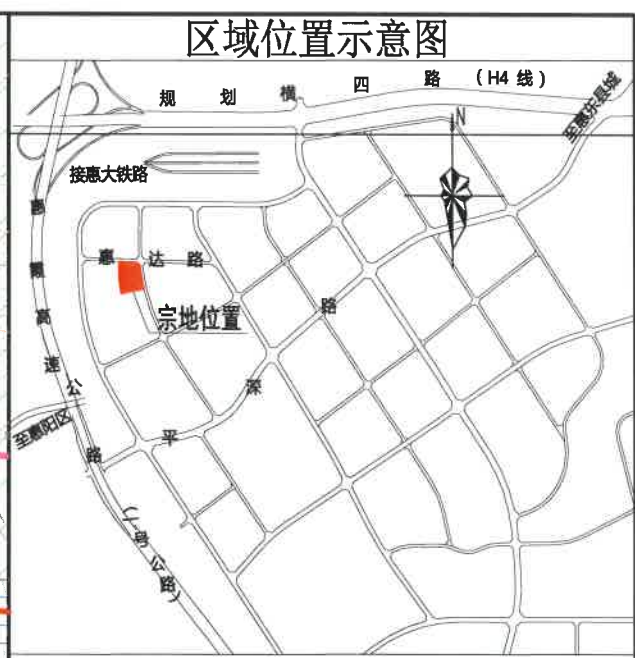 区域位置示意图
规划横四路（H4 线）
至惠东县城
N
接惠大铁路
惠达路
宗地位置
惠霞高速公路
至惠阳区
平深路
（一号公路）